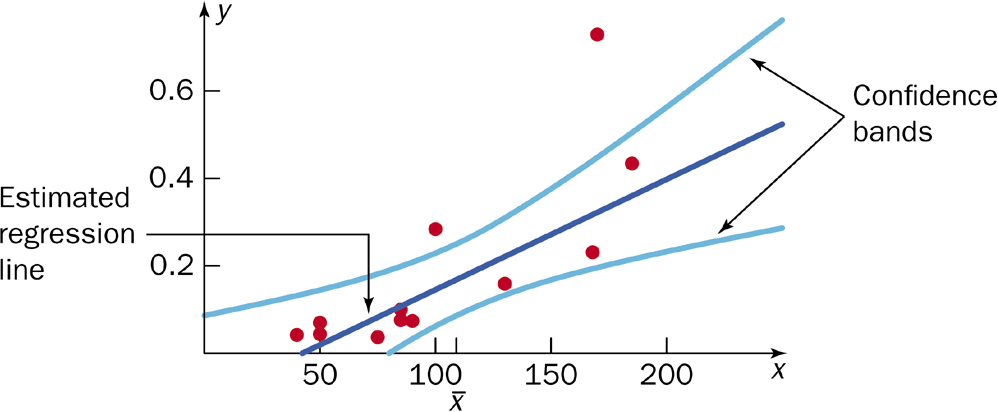 y
0.6
Confidence
bands
0.4
Estimated
regression
line
0.2
50 100 150 200 x
x̅